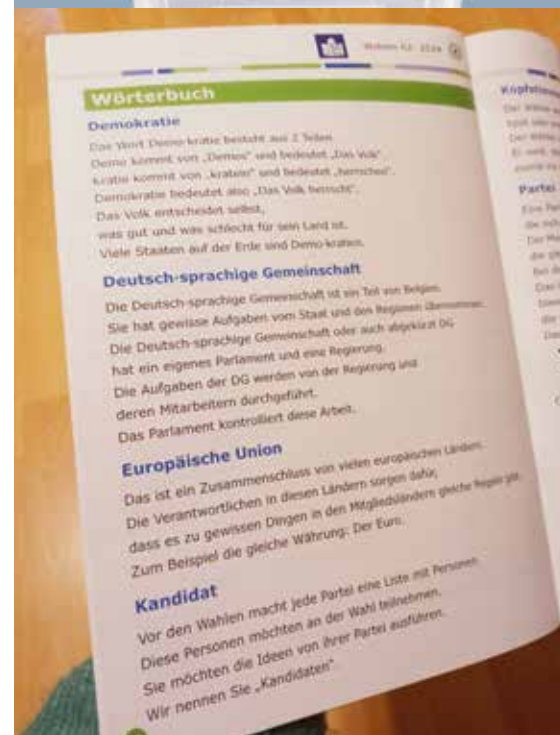 Wahlen 2024
Wörterbuch
Demokratie
Das Wort Demo-kratie besteht aus 2 Teilen.
Demo kommt von „Demos" und bedeutet „Das Volk".
kratie kommt von „kratein" und bedeutet „herrschen".
Demokratie bedeutet also „Das Volk herrscht".
Das Volk entscheidet selbst,
was gut und was schlecht für sein Land ist.
Viele Staaten auf der Erde sind Demo-kratien.
Deutsch-sprachige Gemeinschaft
Die Deutsch-sprachige Gemeinschaft ist ein Teil von Belgien.
Sie hat gewisse Aufgaben vom Staat und den Regionen übernommen.
Die Deutsch-sprachige Gemeinschaft oder auch abgekürzt DG
hat ein eigenes Parlament und eine Regierung.
Die Aufgaben der DG werden von der Regierung und
deren Mitarbeitern durchgeführt.
Das Parlament kontrolliert diese Arbeit.
Europäische Union
Das ist ein Zusammenschluss von vielen europäischen Ländern.
Die Verantwortlichen in diesen Ländern sorgen dafür,
dass es zu gewissen Dingen in den Mitgliedsländern gleiche Regeln gibt.
Zum Beispiel die gleiche Währung: Der Euro.
Kandidat
Vor den Wahlen macht jede Partei eine Liste mit Personen.
Diese Personen möchten an der Wahl teilnehmen.
Sie möchten die Ideen von ihrer Partei ausführen.
Wir nennen Sie „Kandidaten".
Partei